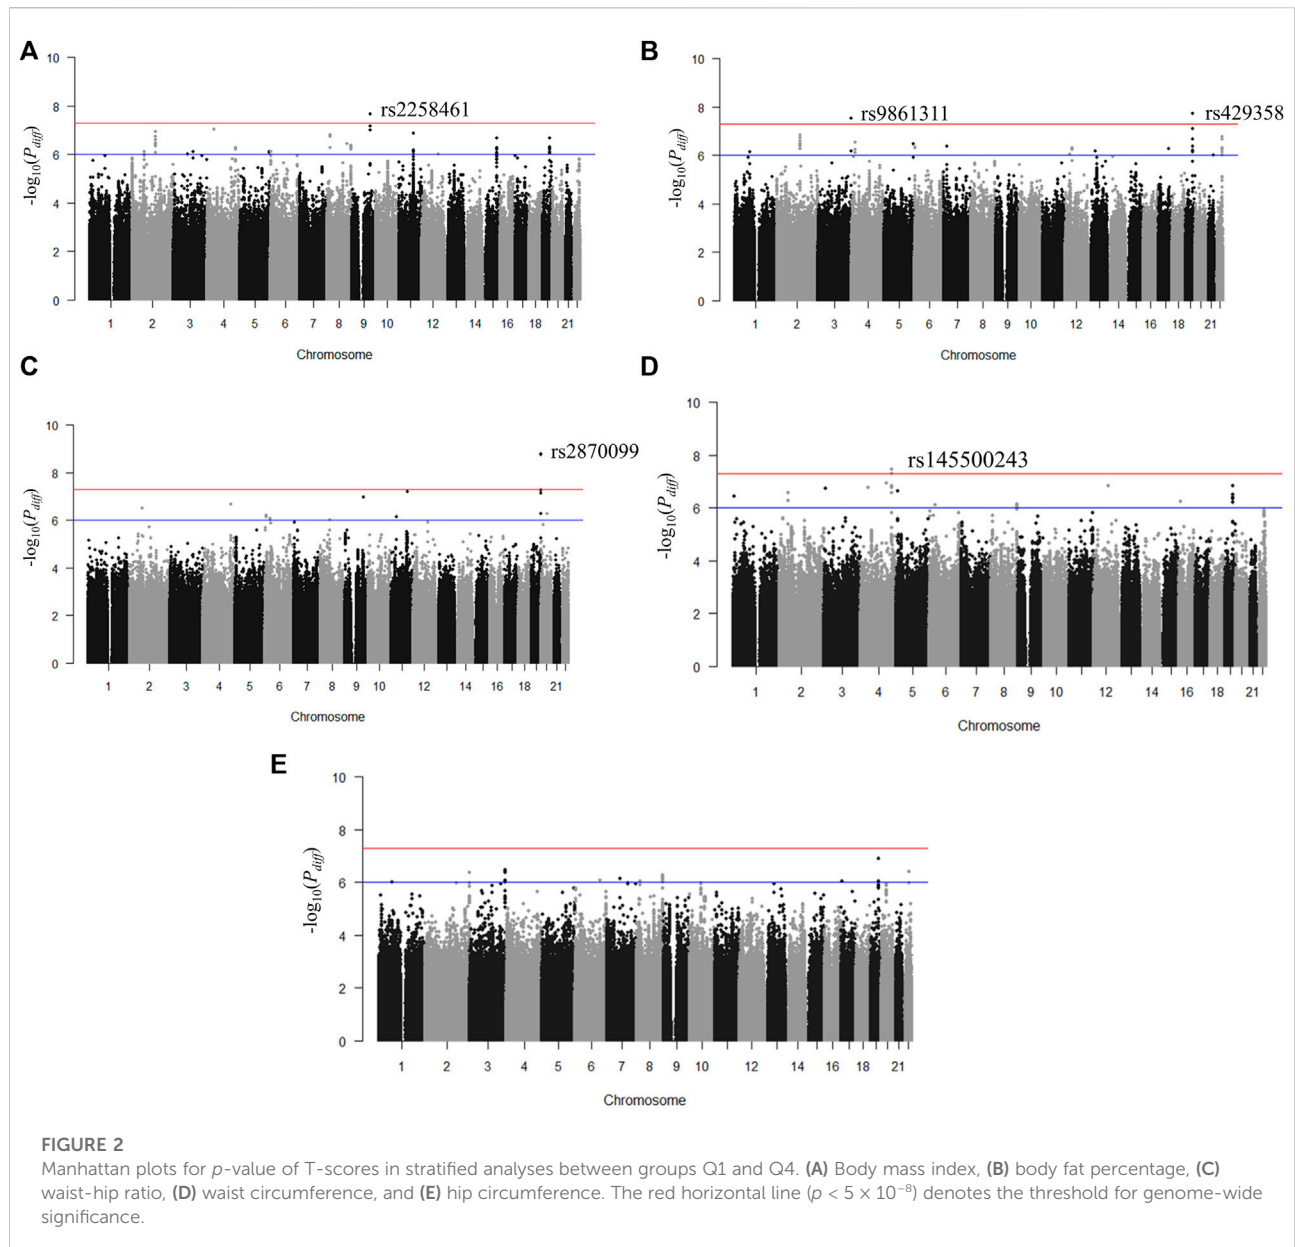 A
10
8
6
4
2
0
-log10(Pdiff)
rs2258461
1 2 3 4 5 6 7 8 9 10 12 14 16 18 21
Chromosome
B
10
8
6
4
2
0
-log10(Pdiff)
rs9861311
rs429358
1 2 3 4 5 6 7 8 9 10 12 14 16 18 21
Chromosome
C
10
8
6
4
2
0
-log10(Pdiff)
rs2870099
1 2 3 4 5 6 7 8 9 10 12 14 16 18 21
Chromosome
D
10
8
6
4
2
0
-log10(Pdiff)
rs145500243
1 2 3 4 5 6 7 8 9 10 12 14 16 18 21
Chromosome
E
10
8
6
4
2
0
-log10(Pdiff)
1 2 3 4 5 6 7 8 9 10 12 14 16 18 21
Chromosome
FIGURE 2
Manhattan plots for p-value of T-scores in stratified analyses between groups Q1 and Q4. (A) Body mass index, (B) body fat percentage, (C)
waist-hip ratio, (D) waist circumference, and (E) hip circumference. The red horizontal line (p < 5 × 10⁻⁸) denotes the threshold for genome-wide
significance.